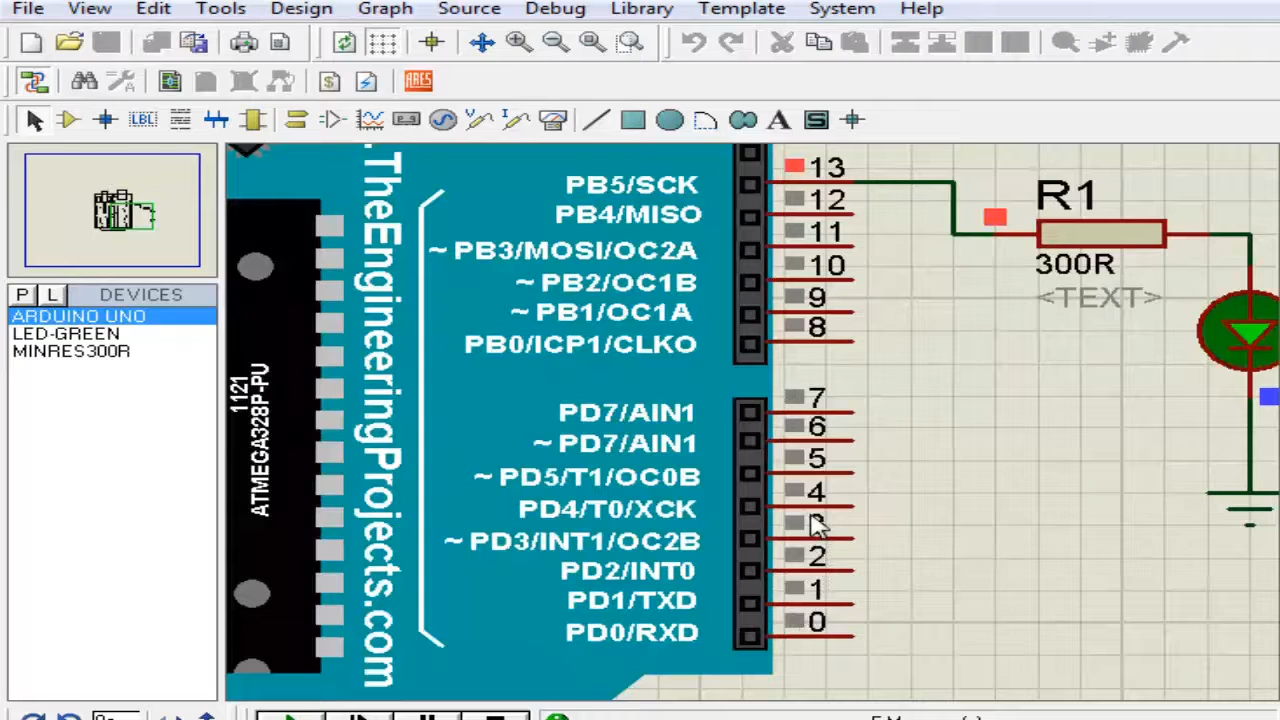 File View Edit Tools Design Graph Source Debug Library Template System Help
ARES
LBL
A
S
P L DEVICES
ARDUINO UNO
LED-GREEN
MINRES300R
1121
ATMEGA328P-PU
.TheEngineeringProjects.com
PB5/SCK 13
PB4/MISO 12
~ PB3/MOSI/OC2A 11
~ PB2/OC1B 10
~ PB1/OC1A 9
PB0/ICP1/CLKO 8
PD7/AIN1 7
~ PD7/AIN1 6
~ PD5/T1/OC0B 5
PD4/T0/XCK 4
~ PD3/INT1/OC2B
PD2/INT0 2
PD1/TXD 1
PD0/RXD 0
R1
300R
<TEXT>